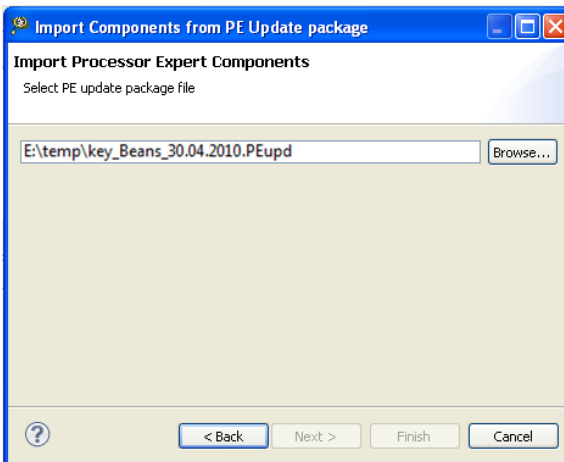 Import Components from PE Update package
Import Processor Expert Components
Select PE update package file
E:\temp\key_Beans_30.04.2010.PEupd
Browse...
?
< Back
Next >
Finish
Cancel